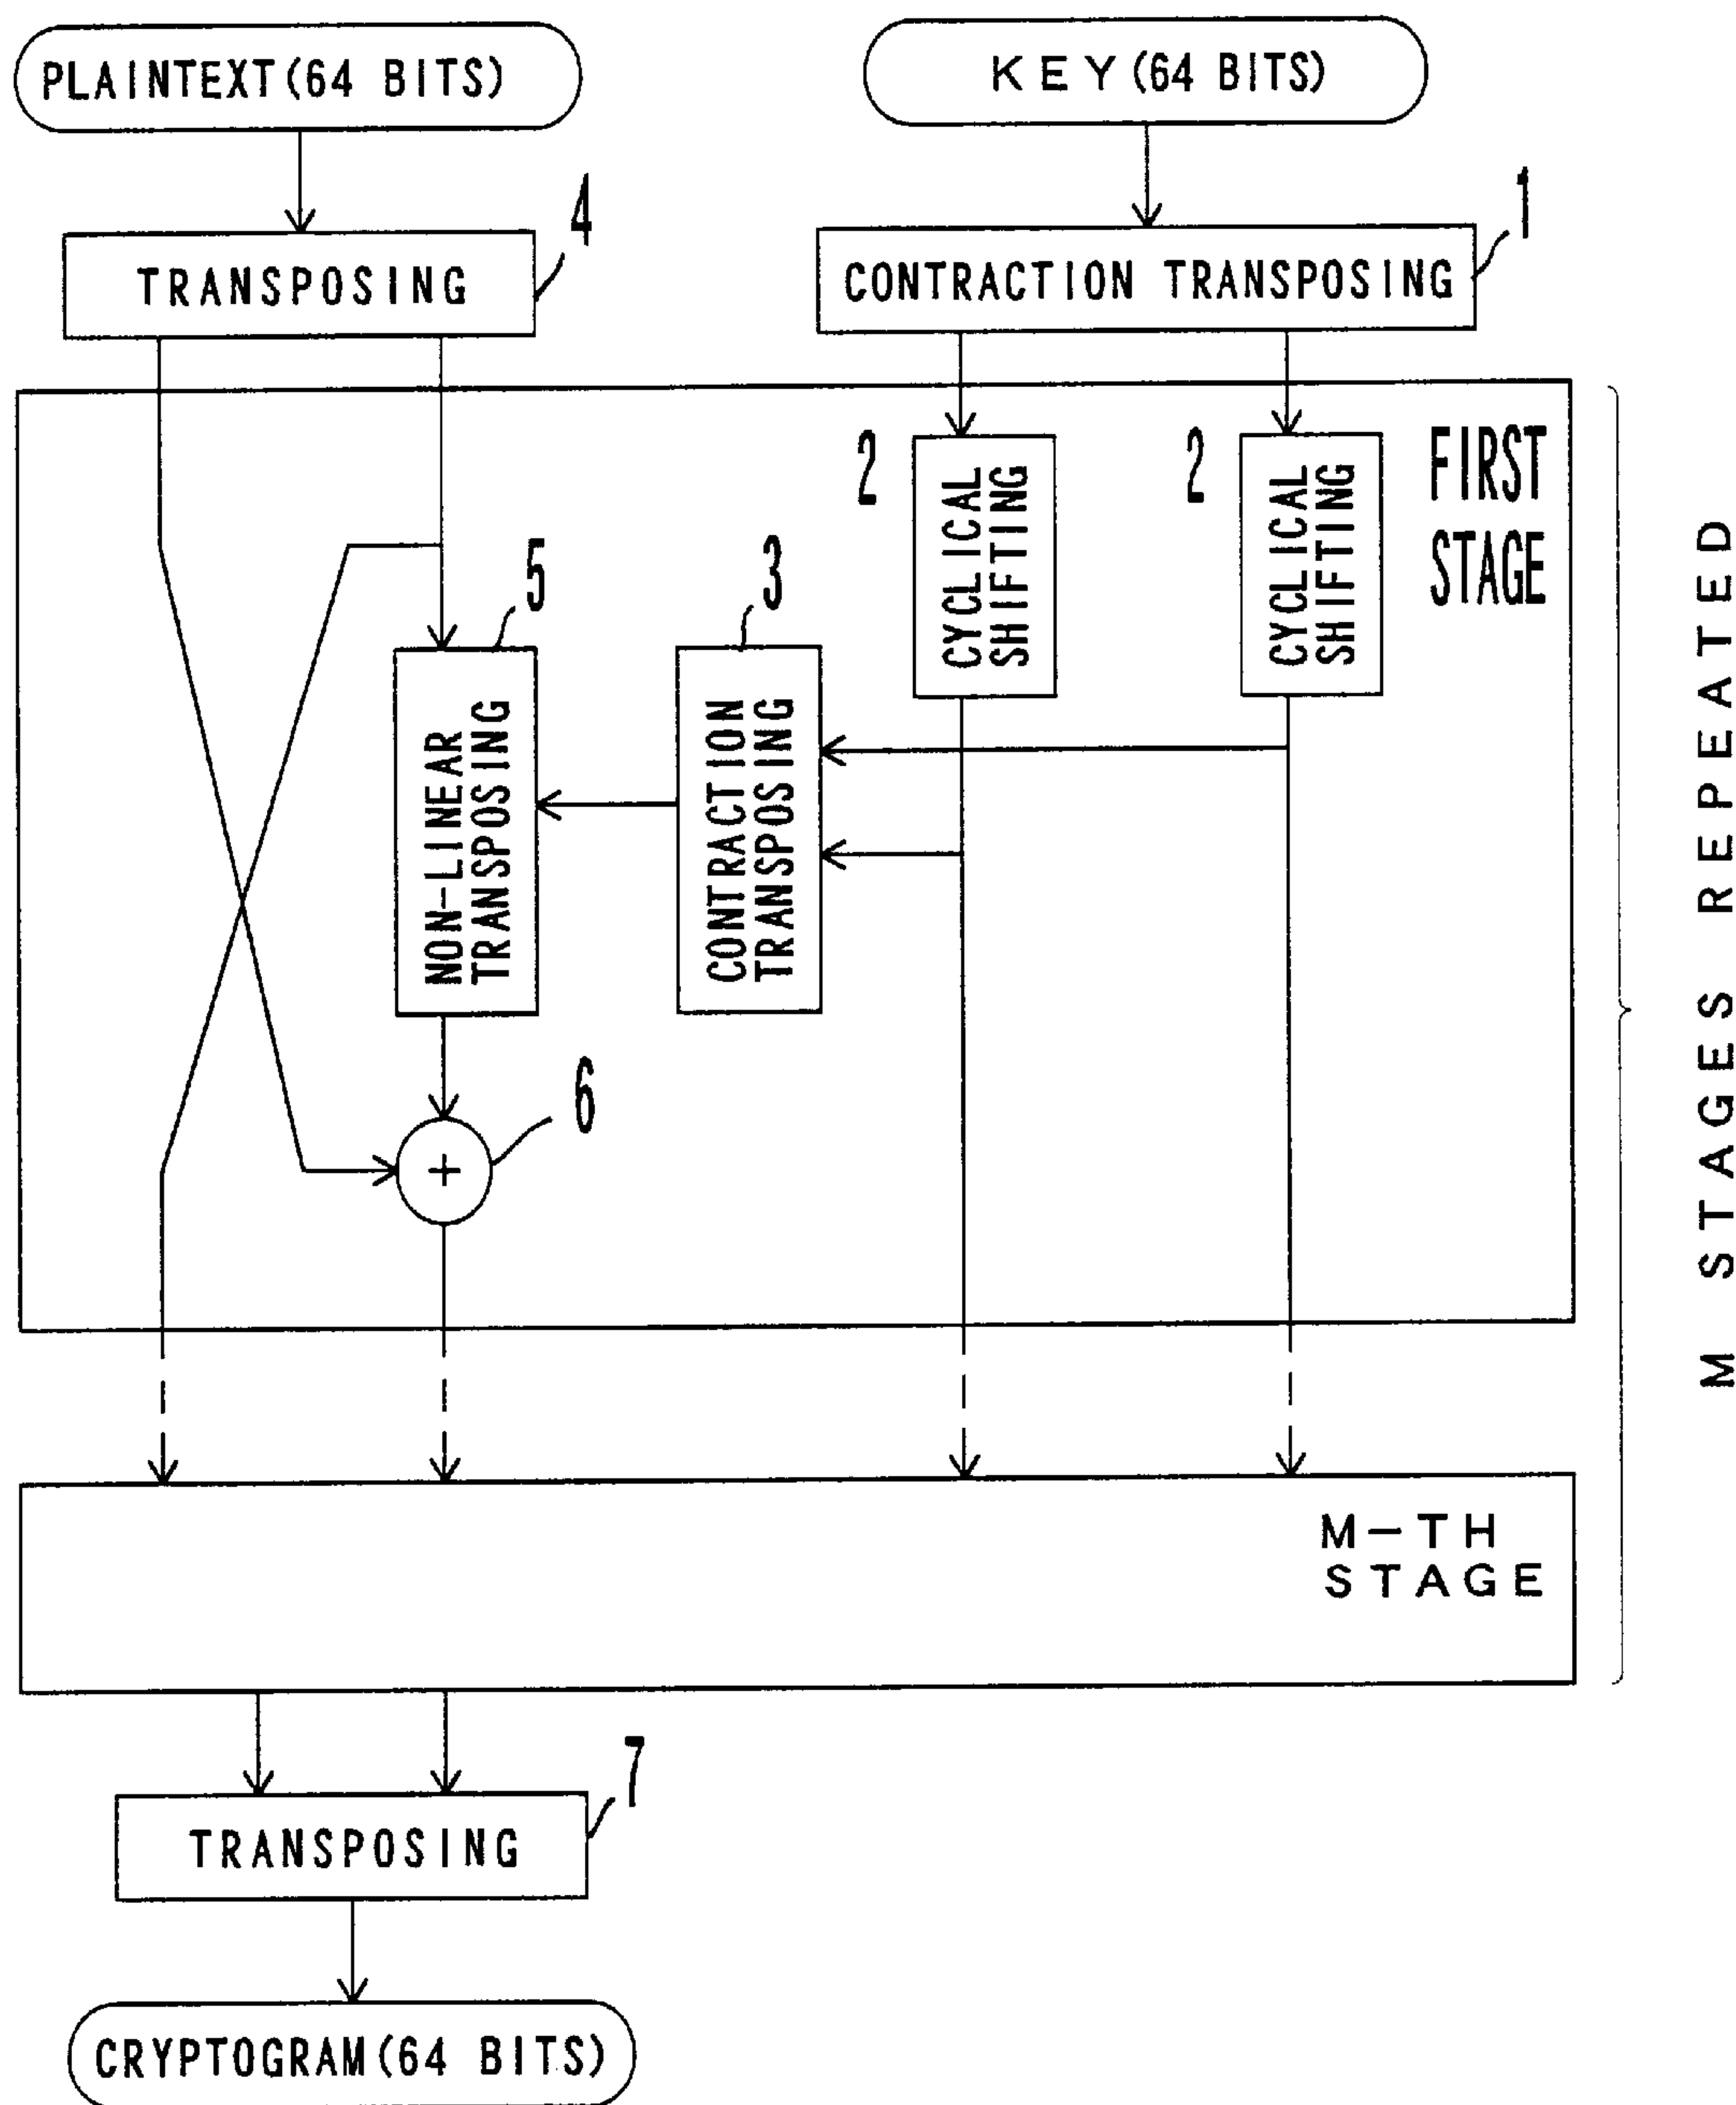 PLAINTEXT(64 BITS)
KEY(64 BITS)
4
1
TRANSPOSING
CONTRACTION TRANSPOSING
FIRST
STAGE
2
CYCLICAL
SHIFTING
2
CYCLICAL
SHIFTING
5
3
NON-LINEAR
TRANSPOSING
CONTRACTION
TRANSPOSING
6
+
M STAGES REPEATED
M-TH
STAGE
7
TRANSPOSING
CRYPTOGRAM(64 BITS)